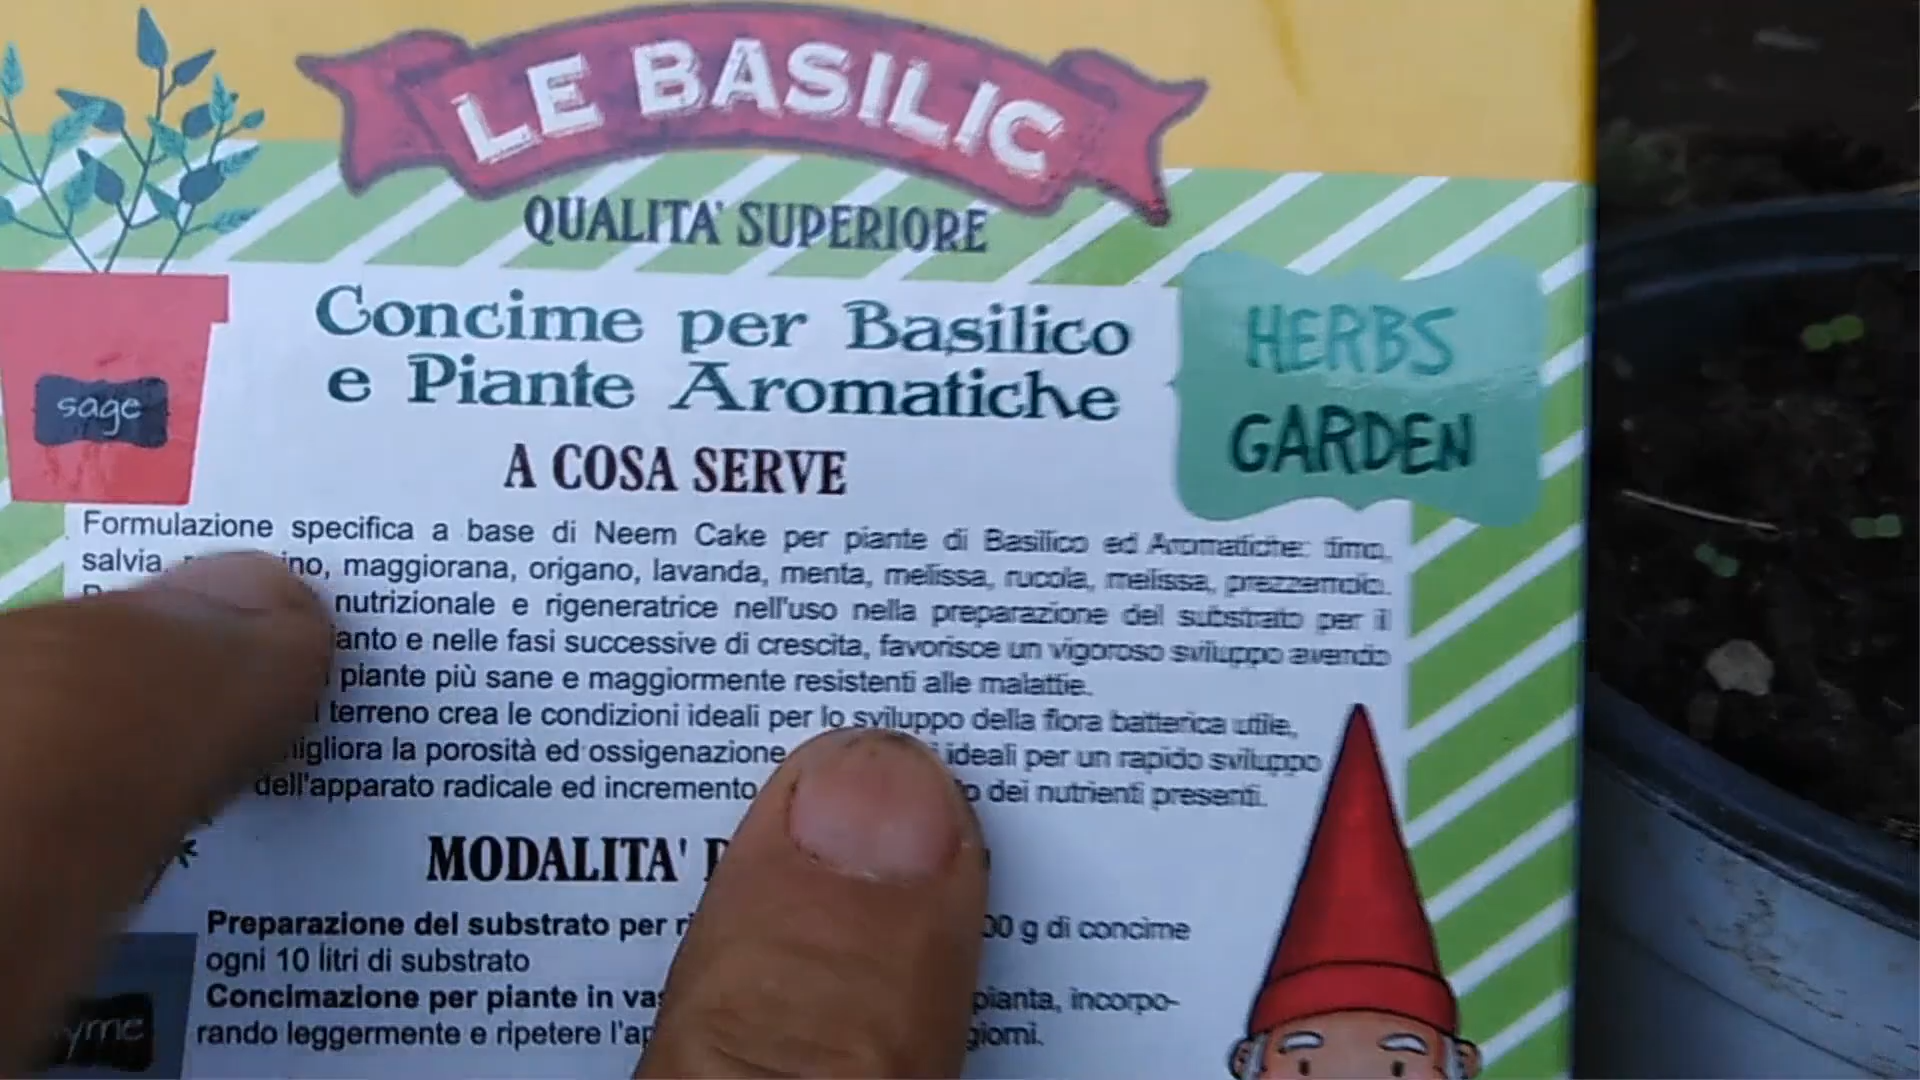 LE BASILIC
QUALITA' SUPERIORE
Concime per Basilico
e Piante Aromatiche
HERBS
GARDEN
sage
A COSA SERVE
Formulazione specifica a base di Neem Cake per piante di Basilico ed Aromatiche: timo,
salvia, maggiorana, origano, lavanda, menta, melissa, rucola, melissa, prezzemolo.
nutrizionale e rigeneratrice nell'uso nella preparazione del substrato per il
e nelle fasi successive di crescita, favorisce un vigoroso sviluppo avendo
piante più sane e maggiormente resistenti alle malattie.
terreno crea le condizioni ideali per lo sviluppo della flora batterica utile,
migliora la porosità ed ossigenazione ideali per un rapido sviluppo
dell'apparato radicale ed incremento dei nutrienti presenti.
MODALITA'
Preparazione del substrato per g di concime
ogni 10 litri di substrato
Concimazione per piante in pianta, incorpo-
rando leggermente e ripetere giorni.